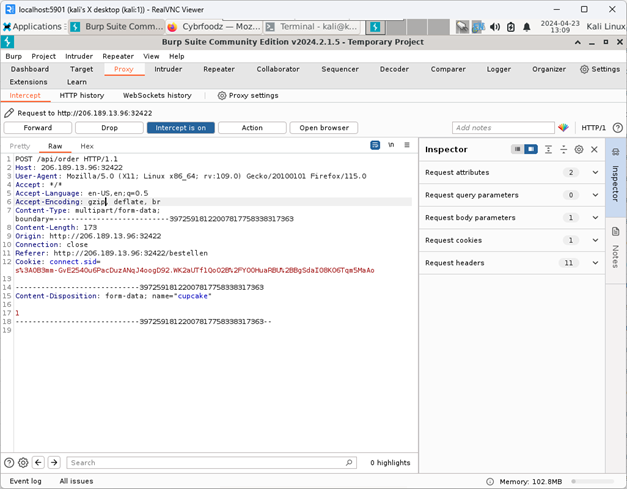 localhost:5901 (kali's X desktop (kali:1)) - RealVNC Viewer
Applications Burp Suite Comm... Cybrfoodz — Moz... Terminal - kali@k... 2024-04-23 13:09 Kali Linux
Burp Suite Community Edition v2024.2.1.5 - Temporary Project
Burp Project Intruder Repeater View Help
Dashboard Target Proxy Intruder Repeater Collaborator Sequencer Decoder Comparer Logger Organizer Settings
Extensions Learn
Intercept HTTP history WebSockets history Proxy settings
Request to http://206.189.13.96:32422
Forward Drop Intercept is on Action Open browser Add notes HTTP/1
Pretty Raw Hex \n
1 POST /api/order HTTP/1.1
2 Host: 206.189.13.96:32422
3 User-Agent: Mozilla/5.0 (X11; Linux x86_64; rv:109.0) Gecko/20100101 Firefox/115.0
4 Accept: */*
5 Accept-Language: en-US,en;q=0.5
6 Accept-Encoding: gzip, deflate, br
7 Content-Type: multipart/form-data;
boundary=---------------------------397259181220078177583383​17363
8 Content-Length: 173
9 Origin: http://206.189.13.96:32422
10 Connection: close
11 Referer: http://206.189.13.96:32422/bestellen
12 Cookie: connect.sid=
13
14 -----------------------------39725918122007817758338317363
15 Content-Disposition: form-data; name="cupcake"
16
17 1
18 -----------------------------39725918122007817758338317363--
19
Search 0 highlights
Inspector
Request attributes 2
Request query parameters 0
Request body parameters 1
Request cookies 1
Request headers 11
Inspector
Notes
Event log All issues Memory: 102.8MB